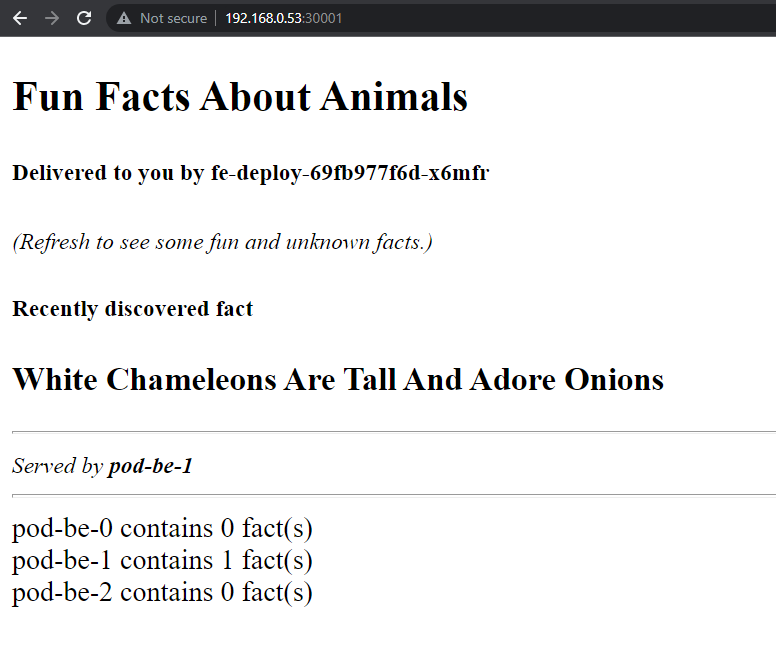 Not secure | 192.168.0.53:30001
Fun Facts About Animals
Delivered to you by fe-deploy-69fb977f6d-x6mfr
(Refresh to see some fun and unknown facts.)
Recently discovered fact
White Chameleons Are Tall And Adore Onions
Served by pod-be-1
pod-be-0 contains 0 fact(s)
pod-be-1 contains 1 fact(s)
pod-be-2 contains 0 fact(s)